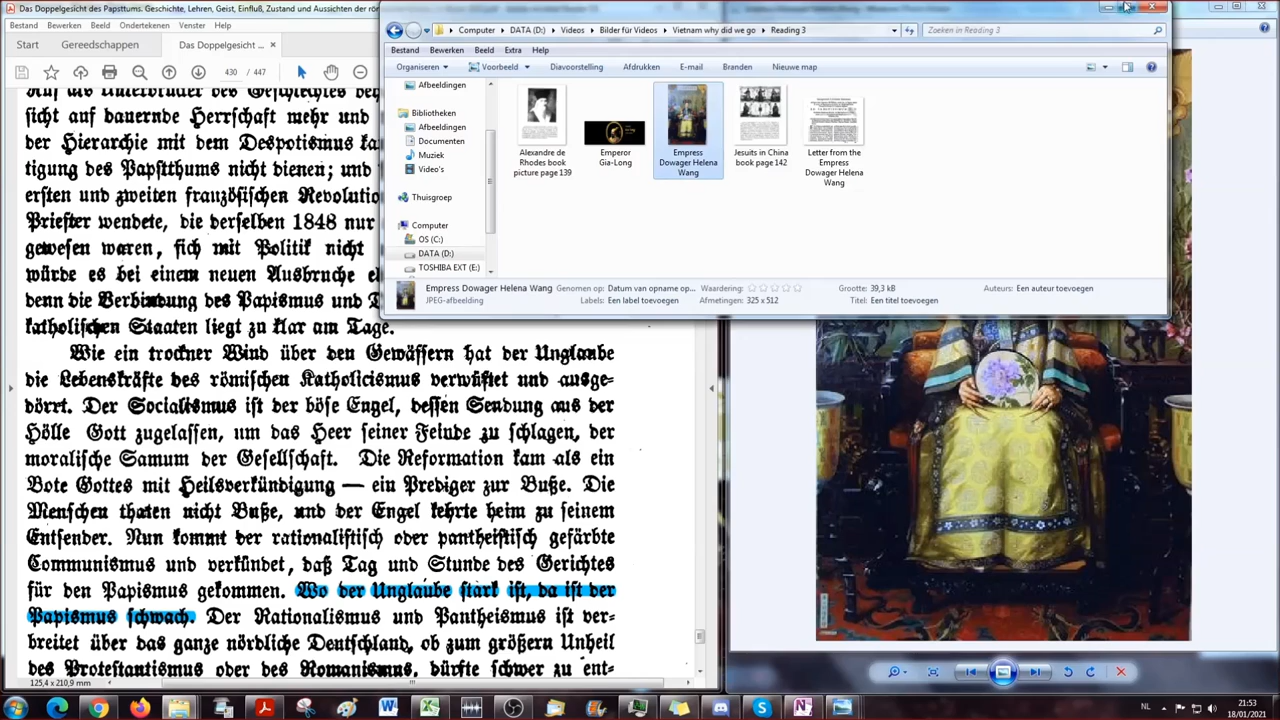 Das Doppelgesicht des Papsttums. Geschichte, Lehren, Geist, Einfluß, Zustand und Aussichten der röm
Bestand Bewerken Beeld Ondertekenen Venster Help
Start Gereedschappen Das Doppelgesicht ...
430 / 447
sicht auf dauernde Herrschaft mehr und
der Hierarchie mit dem Despotismus
tigung des Papstthums nicht dienen; und
ersten und zweiten französischen Revolutio
Priester wendete, die derselben 1848 nur
gewesen waren, sich mit Politik nicht
würde es bei einem neuen Ausbruche
denn die Verbindung des Papismus und
katholischen Staaten liegt zu klar am Tage.
Wie ein trockner Wind über den Gewässern hat der Unglaube
die Lebenskräfte des römischen Katholicismus verwüstet und ausge-
dörrt. Der Socialismus ist der böse Engel, dessen Sendung aus der
Hölle Gott zugelassen, um das Heer seiner Feinde zu schlagen, der
moralische Samum der Gesellschaft. Die Reformation kam als ein
Bote Gottes mit Heilsverkündigung — ein Prediger zur Buße. Die
Menschen thaten nicht Buße, und der Engel kehrte heim zu seinem
Entsender. Nun kommt der rationalistisch oder pantheistisch gefärbte
Communismus und verkündet, daß Tag und Stunde des Gerichtes
für den Papismus gekommen. Wo der Unglaube stark ist, da ist der
Papismus schwach. Der Rationalismus und Pantheismus ist ver-
breitet über das ganze nördliche Deutschland, ob zum größern Unheil
des Protestantismus oder des Romanismus, dürfte schwer zu ent-
125,4 x 210,9 mm
Computer DATA (D:) Videos Bilder für Videos Vietnam why did we go Reading 3
Zoeken in Reading 3
Bestand Bewerken Beeld Extra Help
Organiseren Voorbeeld Diavoorstelling Afdrukken E-mail Branden Nieuwe map
Afbeeldingen
Bibliotheken
Afbeeldingen
Documenten
Muziek
Video's
Thuisgroep
Computer
OS (C:)
DATA (D:)
TOSHIBA EXT (E:)
Alexandre de
Rhodes book
picture page 139
Emperor
Gia-Long
Empress
Dowager Helena
Wang
Jesuits in China
book page 142
Letter from the
Empress
Dowager Helena
Wang
Empress Dowager Helena Wang Genomen op: Datum van opname op... Waardering: Grootte: 39,3 kB Auteurs: Een auteur toevoegen
JPEG-afbeelding Labels: Een label toevoegen Afmetingen: 325 x 512 Titel: Een titel toevoegen
NL
21:53
18/01/2021